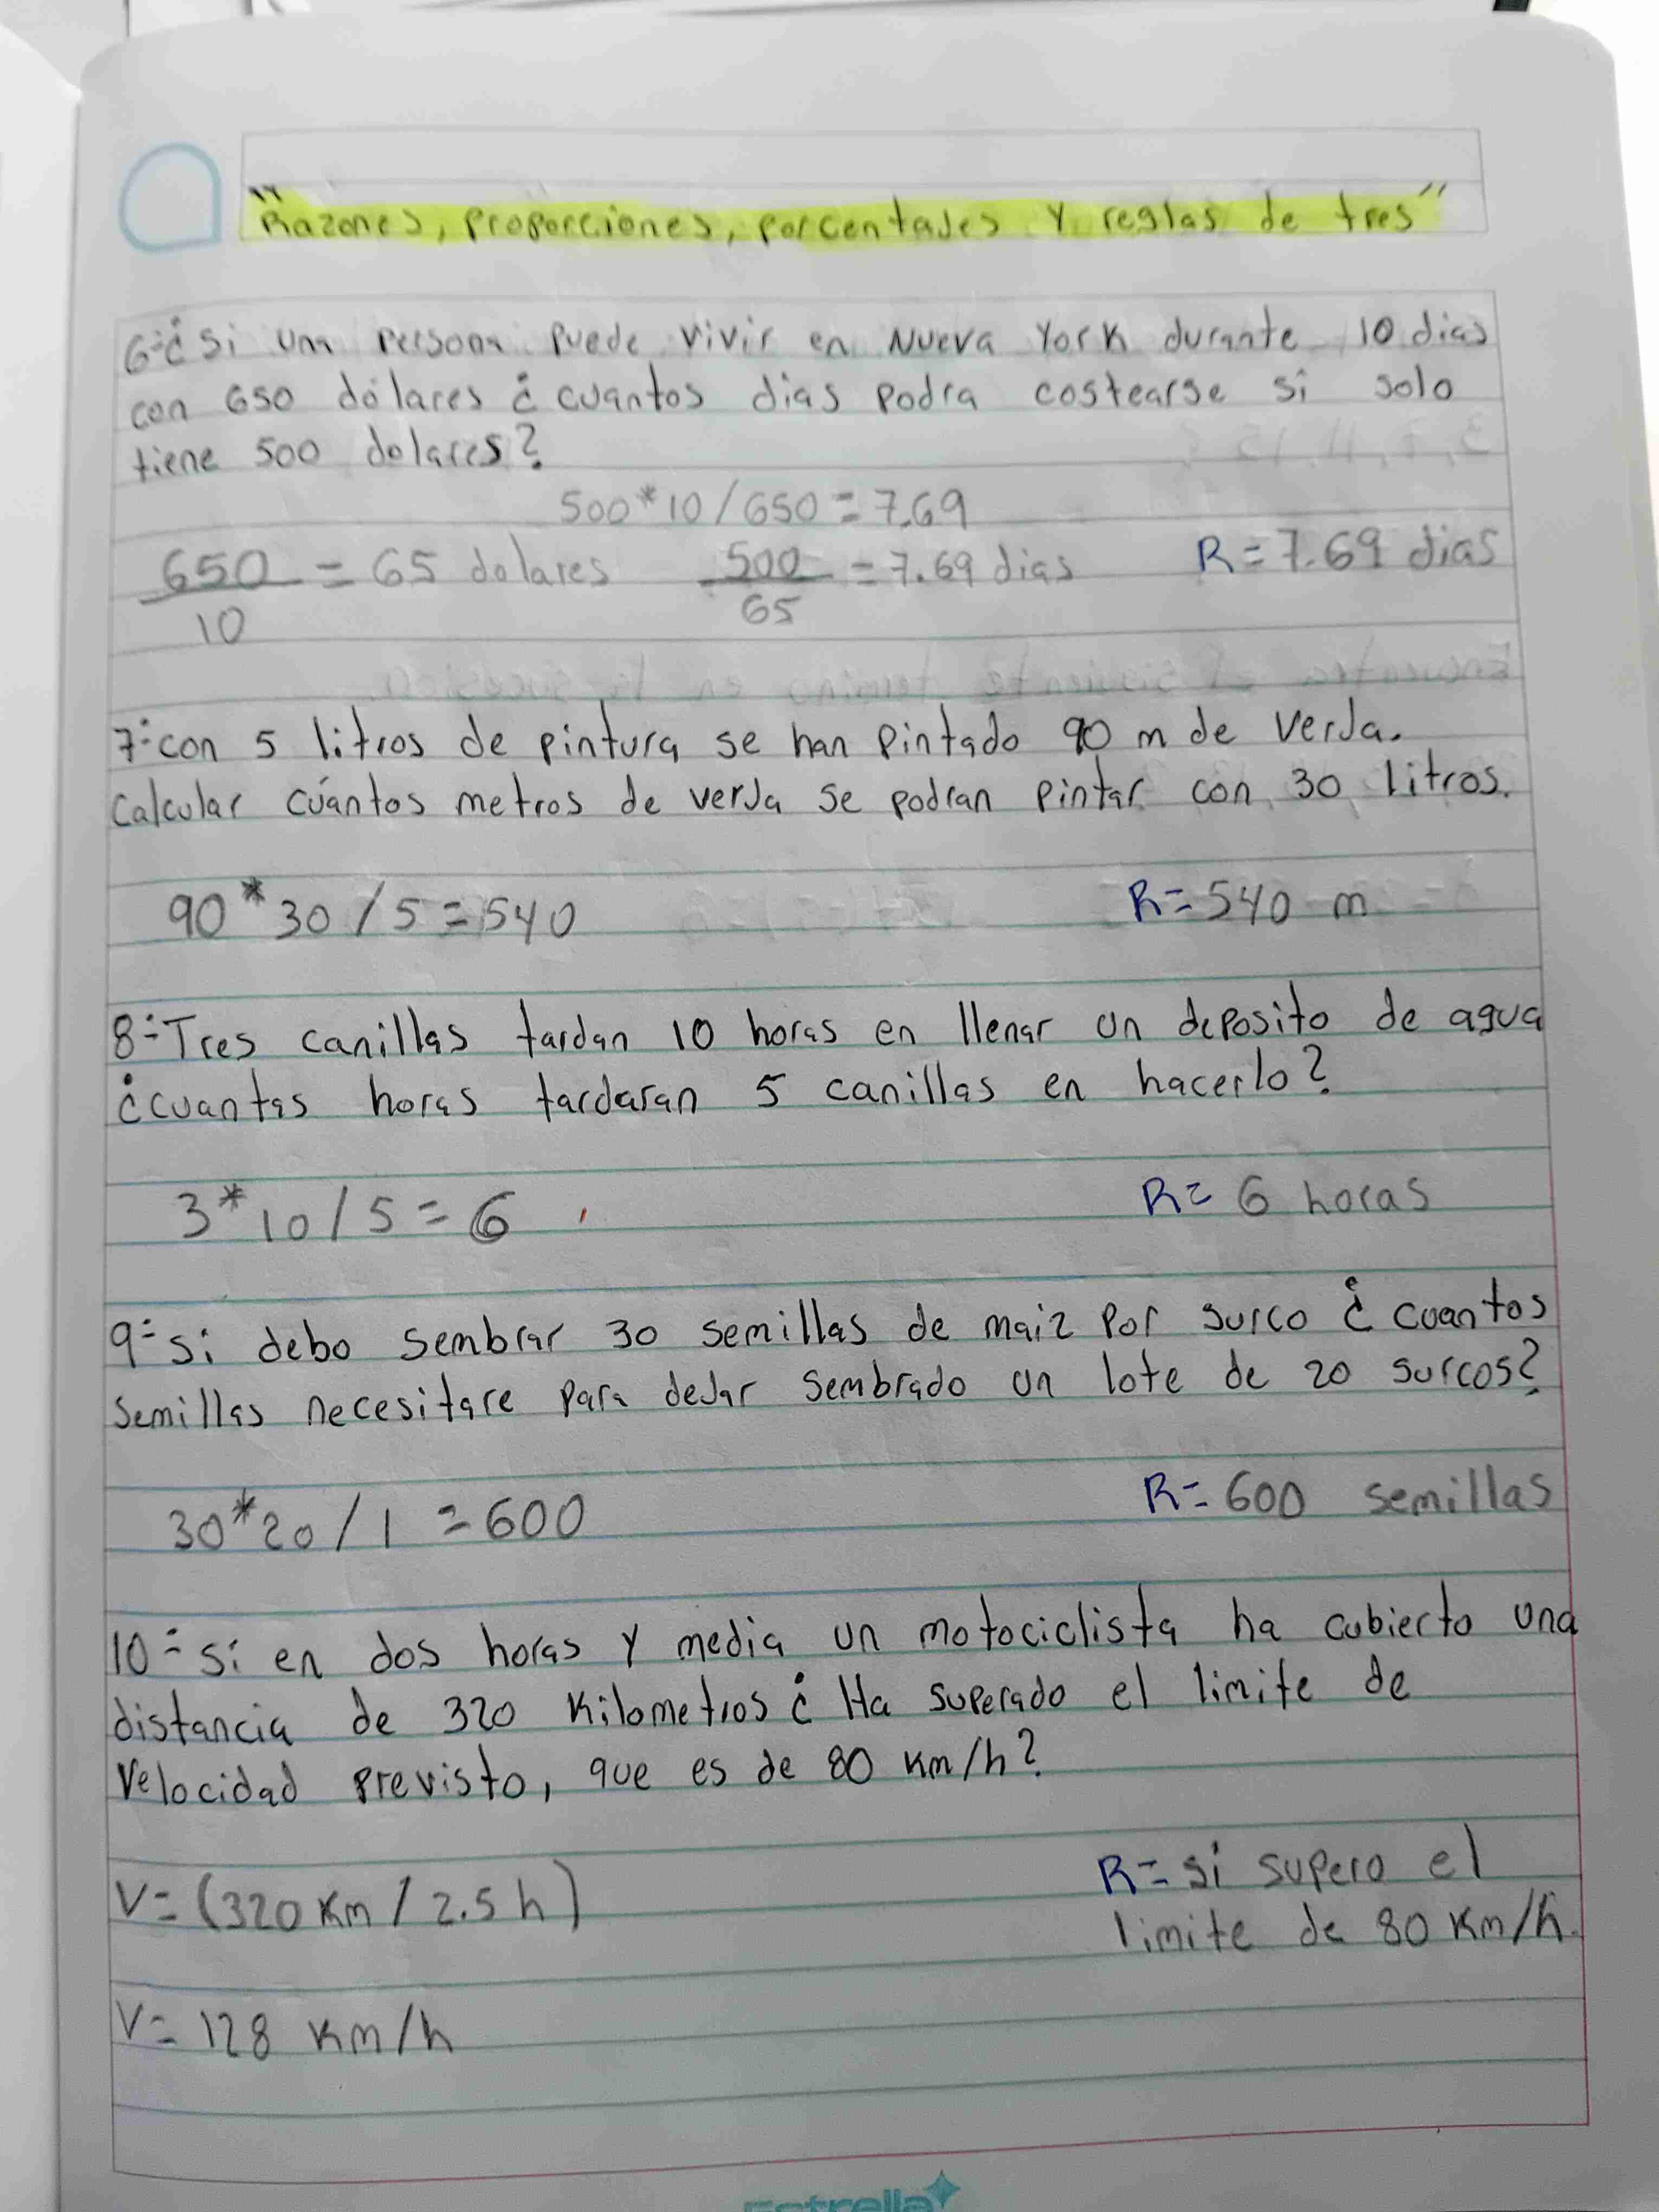 "Razones, proporciones, porcentajes y reglas de tres"
6-¿ Si una persona puede vivir en Nueva York durante 10 dias
con 650 dólares ¿ cuantos dias podra costearse si solo
tiene 500 dolares?
500*10/650=7.69
650/10 = 65 dolares 500/65 = 7.69 dias R=7.69 dias
7-con 5 litros de pintura se han pintado 90 m de verja.
Calcular cuántos metros de verja se podran pintar con 30 litros.
90*30/5=540 R=540 m
8-Tres canillas tardan 10 horas en llenar un deposito de agua
¿cuantas horas tardaran 5 canillas en hacerlo?
3*10/5=6 R= 6 horas
9-si debo sembrar 30 semillas de maiz por surco ¿ cuantos
semillas necesitare para dejar sembrado un lote de 20 surcos?
30*20/1=600 R=600 semillas
10-si en dos horas y media un motociclista ha cubierto una
distancia de 320 Kilometros ¿ Ha superado el limite de
velocidad previsto, que es de 80 km/h?
V=(320 km/2.5 h) R=si supero el
limite de 80 Km/h.
V=128 km/h
Estrella